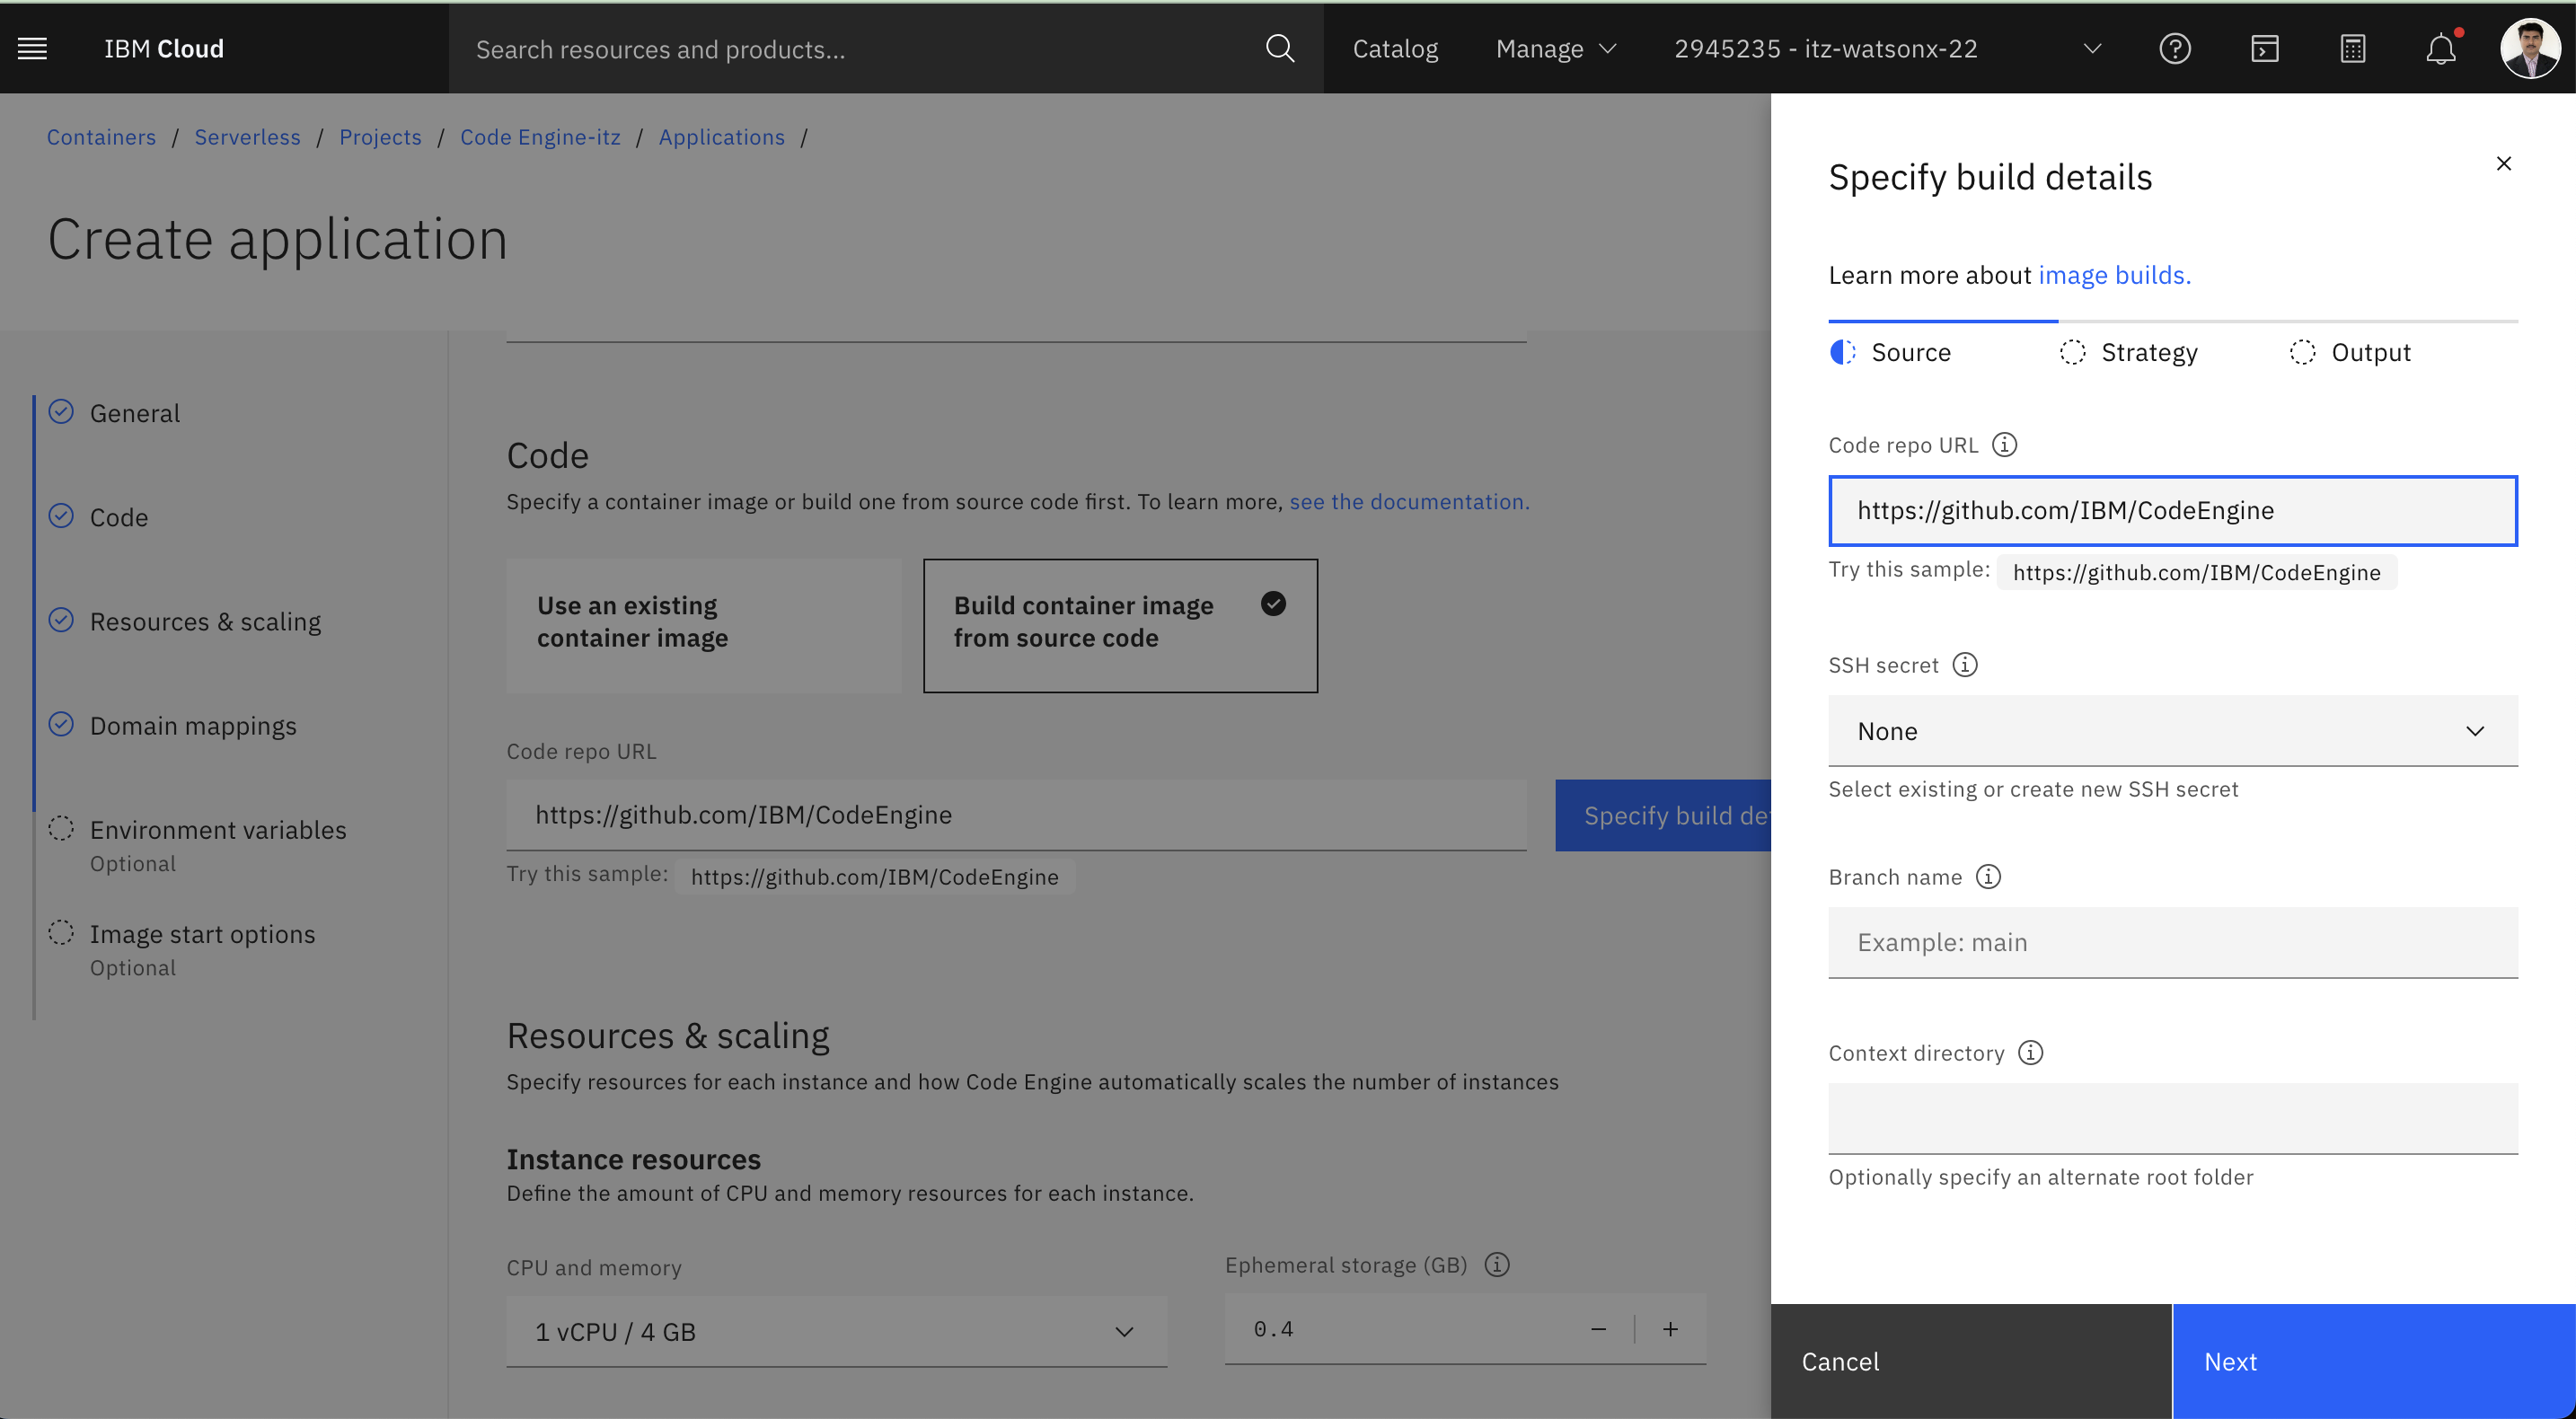 IBM Cloud
Search resources and products...
Catalog
Manage
2945235 - itz-watsonx-22
Containers / Serverless / Projects / Code Engine-itz / Applications /
Create application
General
Code
Resources & scaling
Domain mappings
Environment variables
Optional
Image start options
Optional
Code
Specify a container image or build one from source code first. To learn more, see the documentation.
Use an existing
container image
Build container image
from source code
Code repo URL
https://github.com/IBM/CodeEngine
Specify build de
Try this sample: https://github.com/IBM/CodeEngine
Resources & scaling
Specify resources for each instance and how Code Engine automatically scales the number of instances
Instance resources
Define the amount of CPU and memory resources for each instance.
CPU and memory
1 vCPU / 4 GB
Ephemeral storage (GB)
0.4
Specify build details
Learn more about image builds.
Source
Strategy
Output
Code repo URL
https://github.com/IBM/CodeEngine
Try this sample: https://github.com/IBM/CodeEngine
SSH secret
None
Select existing or create new SSH secret
Branch name
Example: main
Context directory
Optionally specify an alternate root folder
Cancel
Next